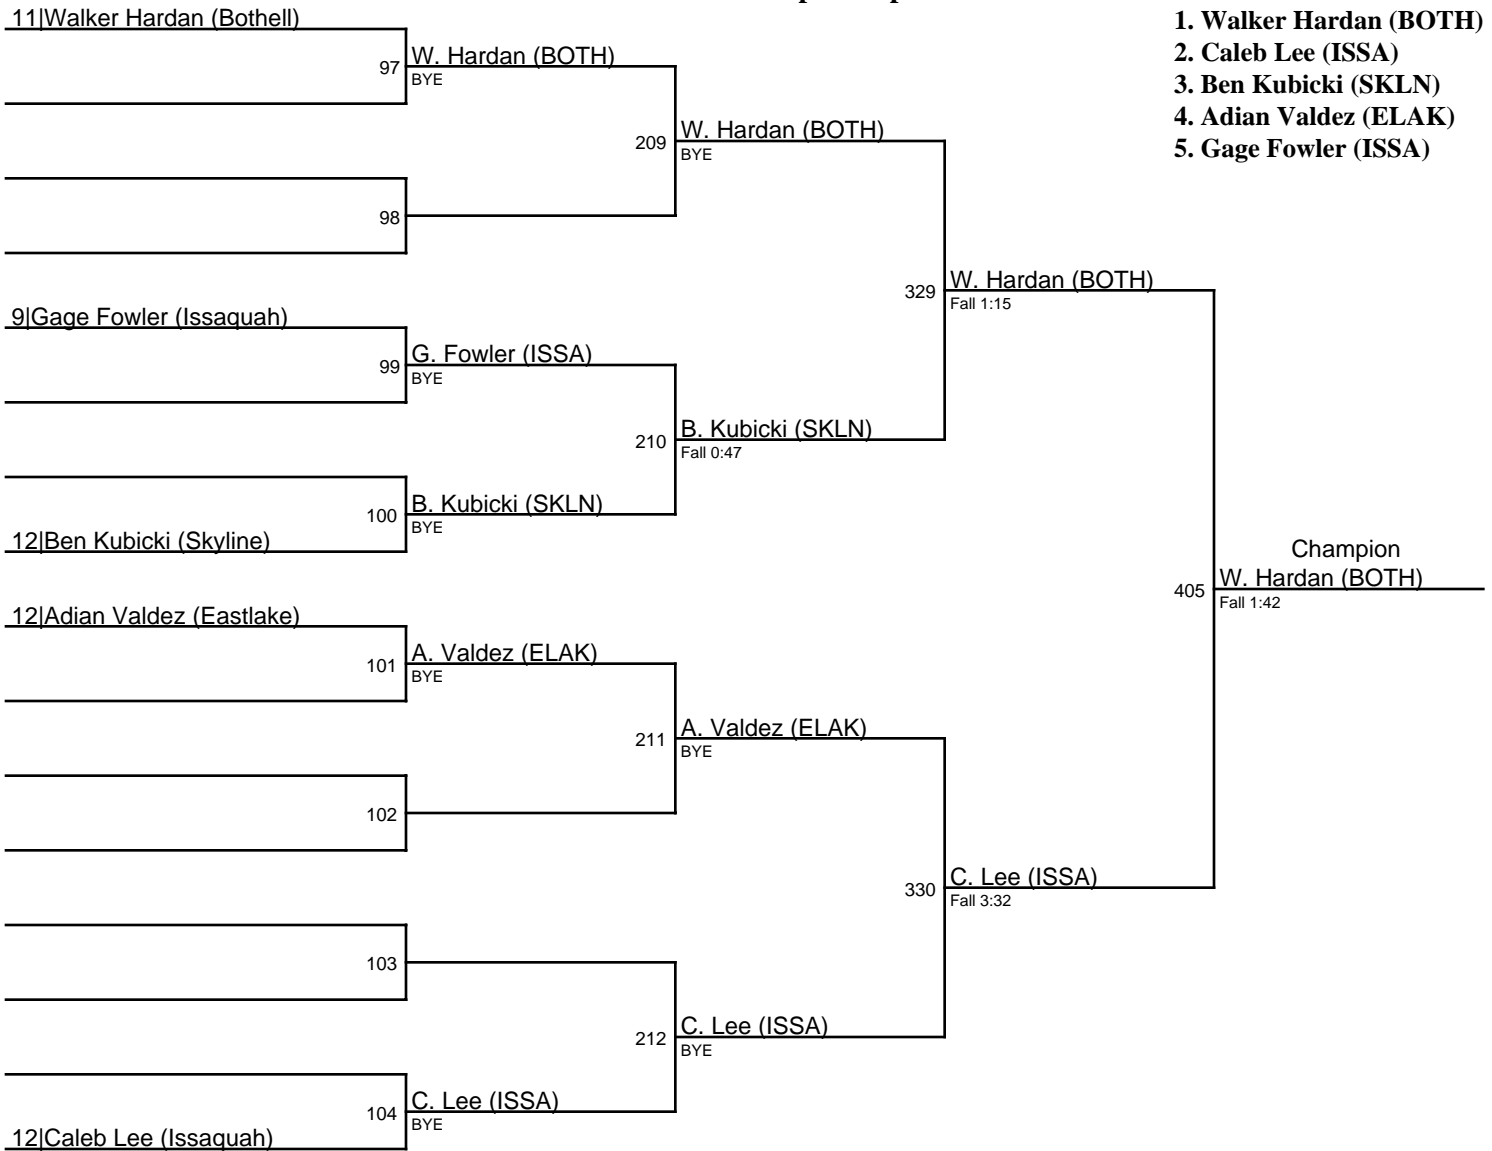 1. Walker Hardan (BOTH)
2. Caleb Lee (ISSA)
3. Ben Kubicki (SKLN)
4. Adian Valdez (ELAK)
5. Gage Fowler (ISSA)
11|Walker Hardan (Bothell)
97
W. Hardan (BOTH)
BYE
209
W. Hardan (BOTH)
BYE
98
329
W. Hardan (BOTH)
Fall 1:15
9|Gage Fowler (Issaquah)
99
G. Fowler (ISSA)
BYE
210
B. Kubicki (SKLN)
Fall 0:47
100
B. Kubicki (SKLN)
BYE
12|Ben Kubicki (Skyline)
Champion
405
W. Hardan (BOTH)
Fall 1:42
12|Adian Valdez (Eastlake)
101
A. Valdez (ELAK)
BYE
211
A. Valdez (ELAK)
BYE
102
330
C. Lee (ISSA)
Fall 3:32
103
212
C. Lee (ISSA)
BYE
104
C. Lee (ISSA)
BYE
12|Caleb Lee (Issaquah)